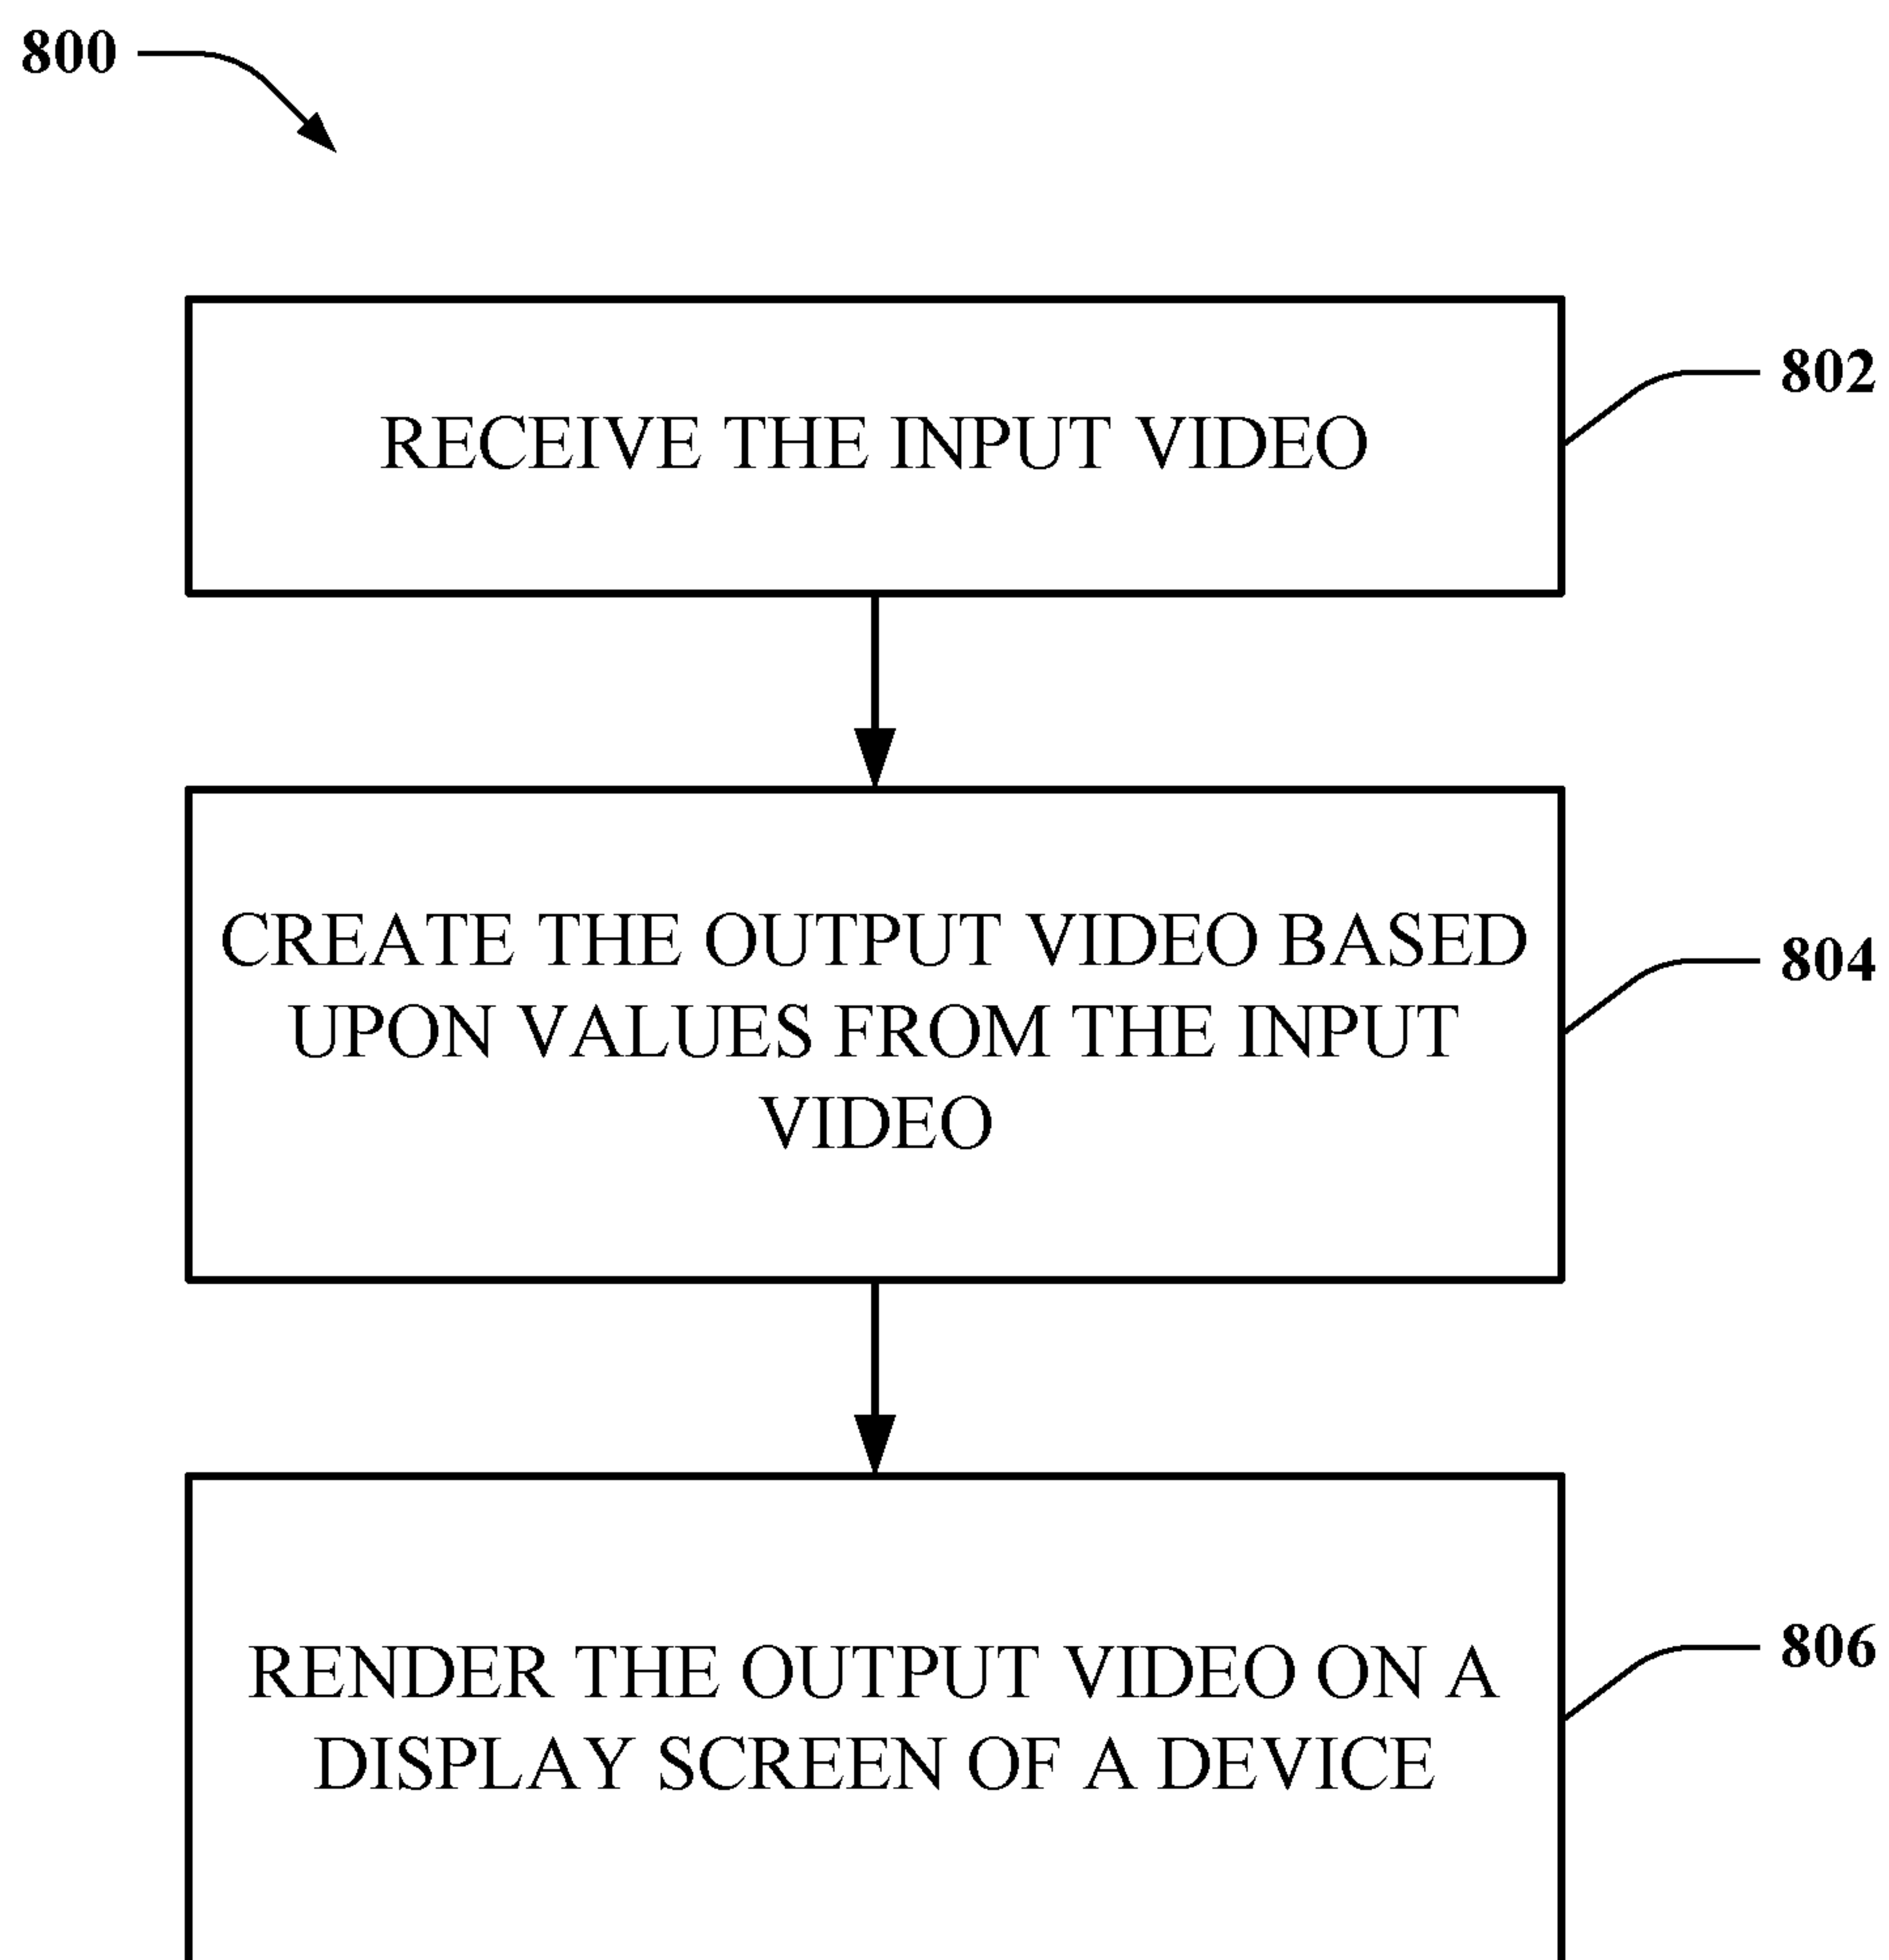 800
RECEIVE THE INPUT VIDEO
802
CREATE THE OUTPUT VIDEO BASED
UPON VALUES FROM THE INPUT
VIDEO
804
RENDER THE OUTPUT VIDEO ON A
DISPLAY SCREEN OF A DEVICE
806